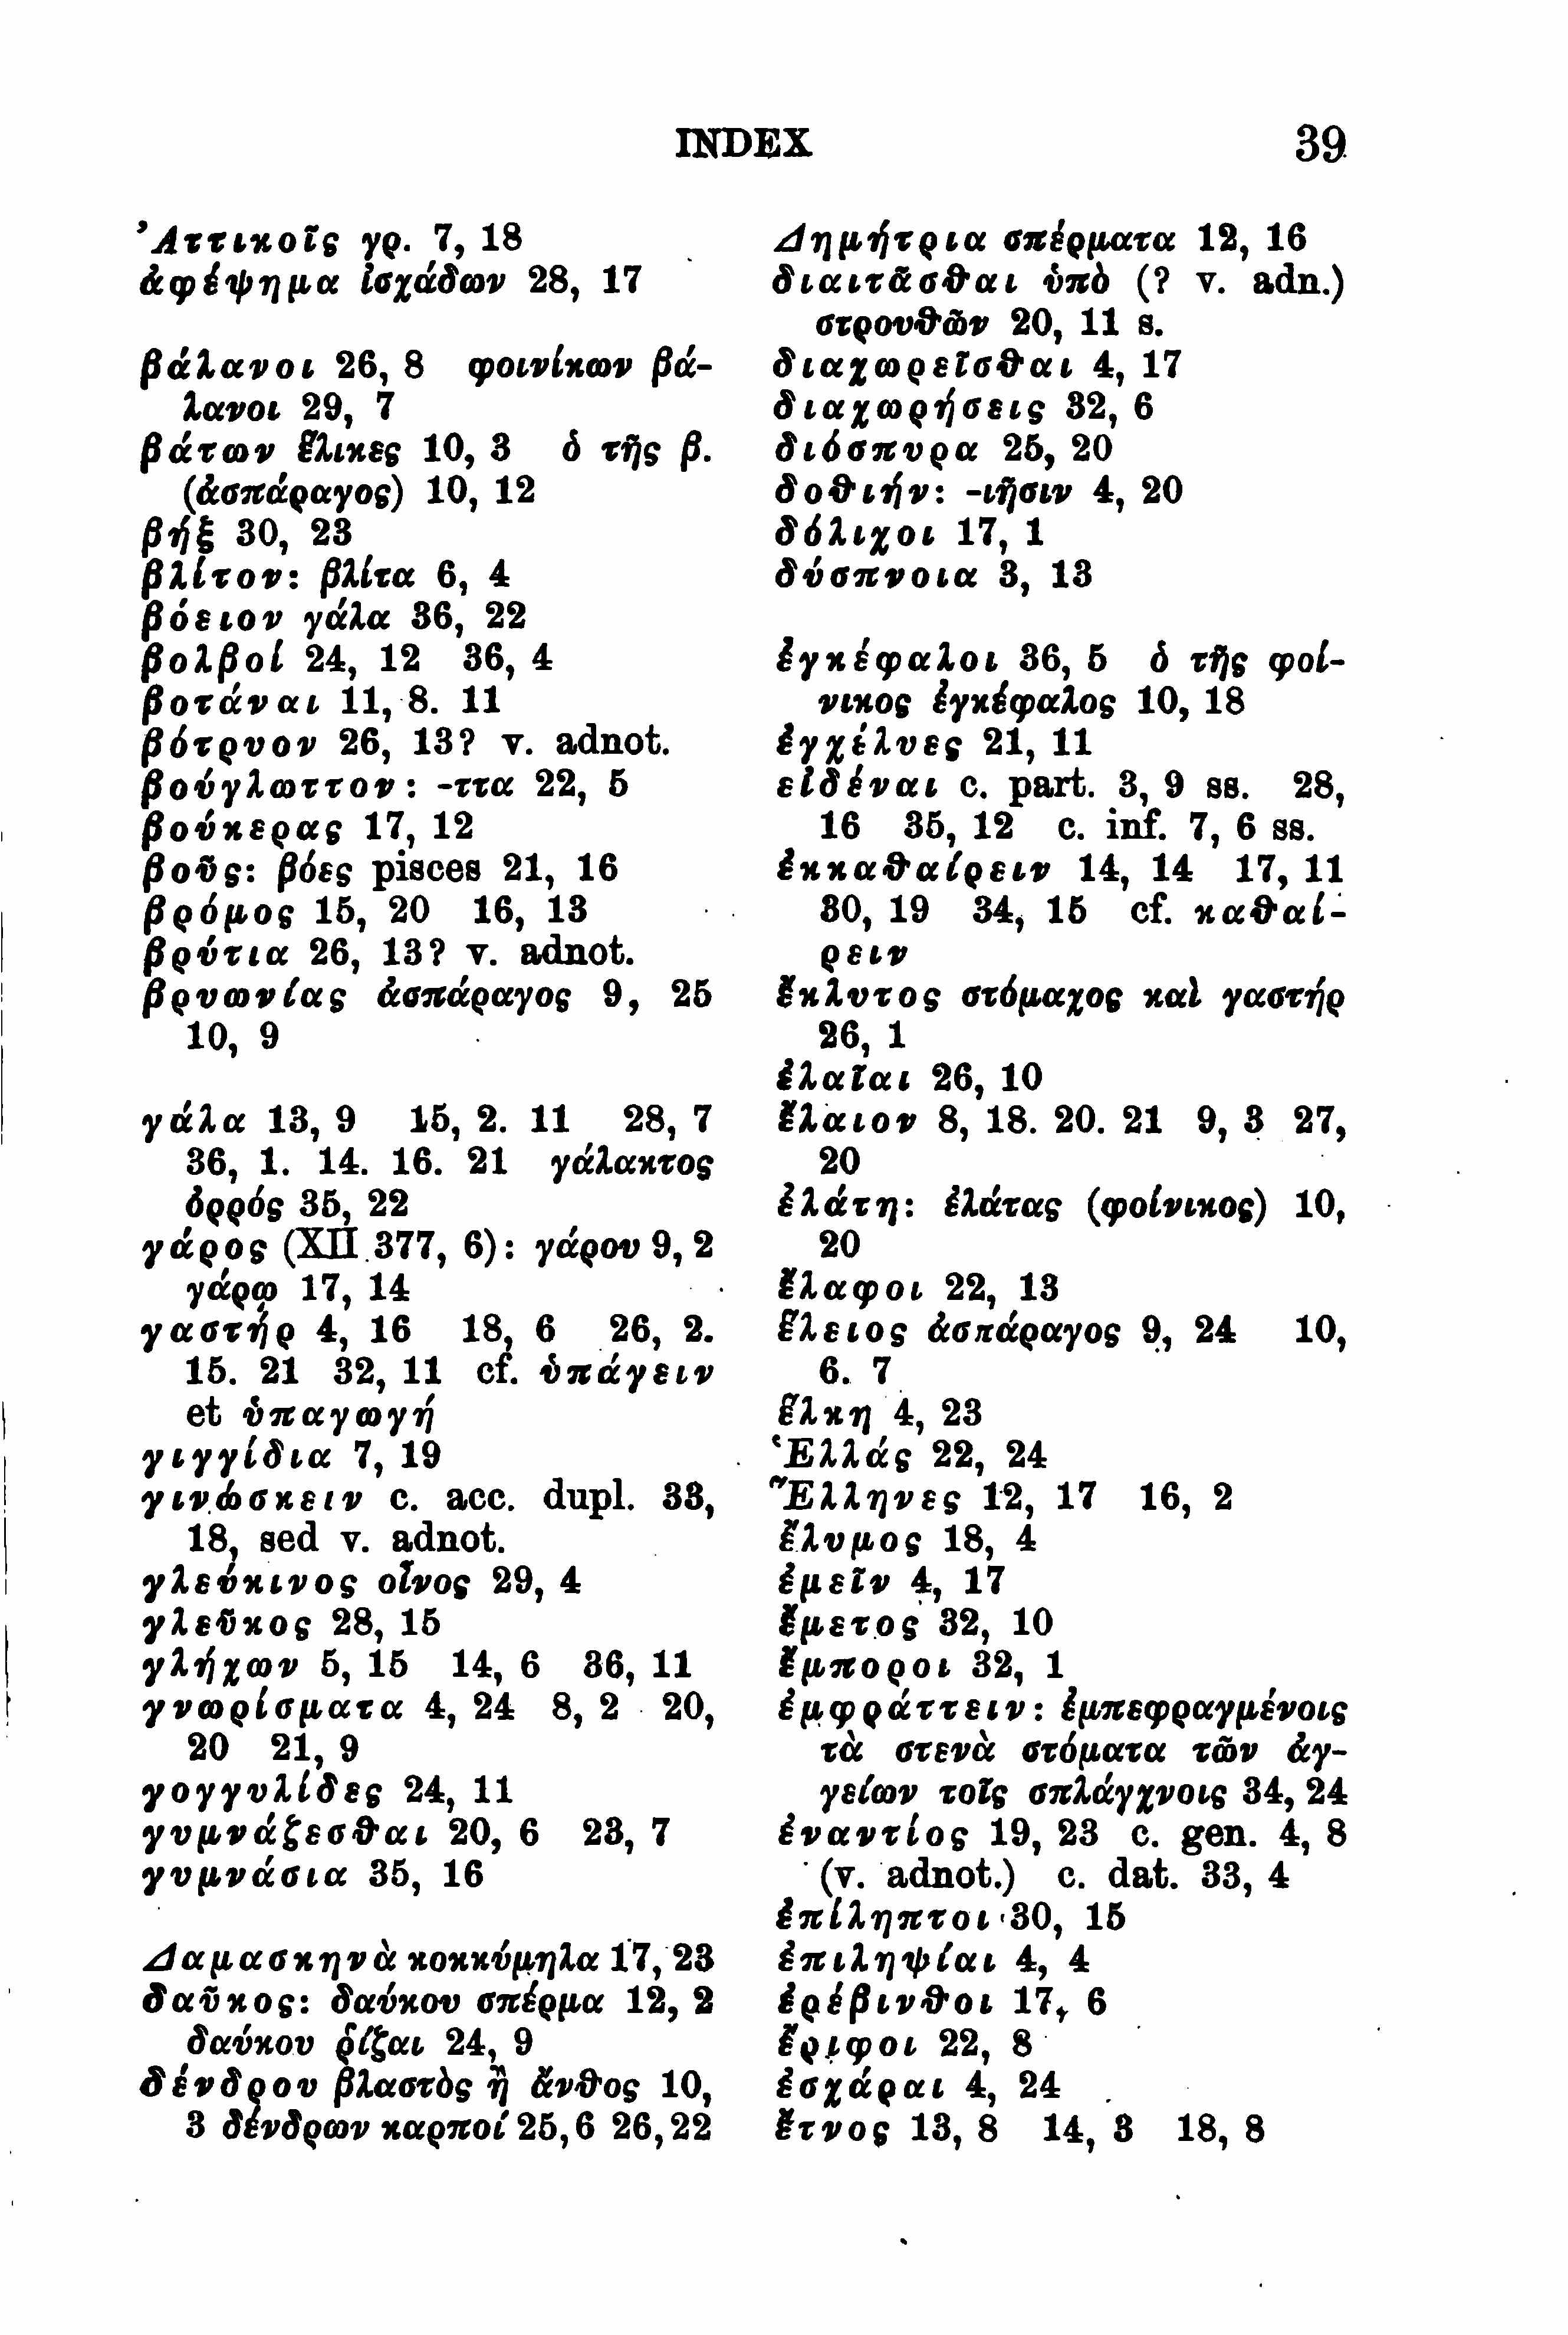 INDEX 39
Ἀττικοῖς γρ. 7, 18
ἀφέψημα ἰσχάδων 28, 17
βάλανοι 26, 8 φοινίκων βά-
λανοι 29, 7
βάτων ἕλικες 10, 3 ὁ τῆς β.
(ἀσπάραγος) 10, 12
βήξ 30, 23
βλίτον: βλίτα 6, 4
βόειον γάλα 36, 22
βολβοί 24, 12 36, 4
βοτάναι 11, 8. 11
βότρυον 26, 13? v. adnot.
βούγλωττον: -ττα 22, 5
βούκερας 17, 12
βοῦς: βόες pisces 21, 16
βρόμος 15, 20 16, 13
βρύτια 26, 13? v. adnot.
βρυωνίας ἀσπάραγος 9, 25
10, 9
γάλα 13, 9 15, 2. 11 28, 7
36, 1. 14. 16. 21 γάλακτος
ὀρρός 35, 22
γάρος (XII 377, 6): γάρου 9, 2
γάρῳ 17, 14
γαστήρ 4, 16 18, 6 26, 2.
15. 21 32, 11 cf. ὑπάγειν
et ὑπαγωγή
γιγγίδια 7, 19
γινώσκειν c. acc. dupl. 33,
18, sed v. adnot.
γλεύκινος οἶνος 29, 4
γλεῦκος 28, 15
γλήχων 5, 15 14, 6 36, 11
γνωρίσματα 4, 24 8, 2 20,
20 21, 9
γογγυλίδες 24, 11
γυμνάζεσθαι 20, 6 23, 7
γυμνάσια 35, 16
Δαμασκηνὰ κοκκύμηλα 17, 23
δαῦκος: δαύκου σπέρμα 12, 2
δαύκου ῥίζαι 24, 9
δένδρου βλαστὸς ἢ ἄνθος 10,
3 δένδρων καρποί 25, 6 26, 22
Δημήτρια σπέρματα 12, 16
διαιτᾶσθαι ὑπὸ (? v. adn.)
στρουθῶν 20, 11 s.
διαχωρεῖσθαι 4, 17
διαχωρήσεις 32, 6
διόσπυρα 25, 20
δοθιήν: -ιῆσιν 4, 20
δόλιχοι 17, 1
δύσπνοια 3, 13
ἐγκέφαλοι 36, 5 ὁ τῆς φοί-
νικος ἐγκέφαλος 10, 18
ἐγχέλυες 21, 11
εἰδέναι c. part. 3, 9 ss. 28,
16 35, 12 c. inf. 7, 6 ss.
ἐκκαθαίρειν 14, 14 17, 11
30, 19 34, 15 cf. καθαί-
ρειν
ἔκλυτος στόμαχος καὶ γαστήρ
26, 1
ἐλαῖαι 26, 10
ἔλαιον 8, 18. 20. 21 9, 3 27,
20
ἐλάτη: ἐλάτας (φοίνικος) 10,
20
ἔλαφοι 22, 13
ἕλειος ἀσπάραγος 9, 24 10,
6. 7
ἕλκη 4, 23
Ἑλλάς 22, 24
Ἕλληνες 12, 17 16, 2
ἔλυμος 18, 4
ἐμεῖν 4, 17
ἔμετος 32, 10
ἔμποροι 32, 1
ἐμφράττειν: ἐμπεφραγμένοις
τὰ στενὰ στόματα τῶν ἀγ-
γείων τοῖς σπλάγχνοις 34, 24
ἐναντίος 19, 23 c. gen. 4, 8
(v. adnot.) c. dat. 33, 4
ἐπίληπτοι 30, 15
ἐπιληψίαι 4, 4
ἐρέβινθοι 17, 6
ἔριφοι 22, 8
ἐσχάραι 4, 24
ἔτνος 13, 8 14, 3 18, 8